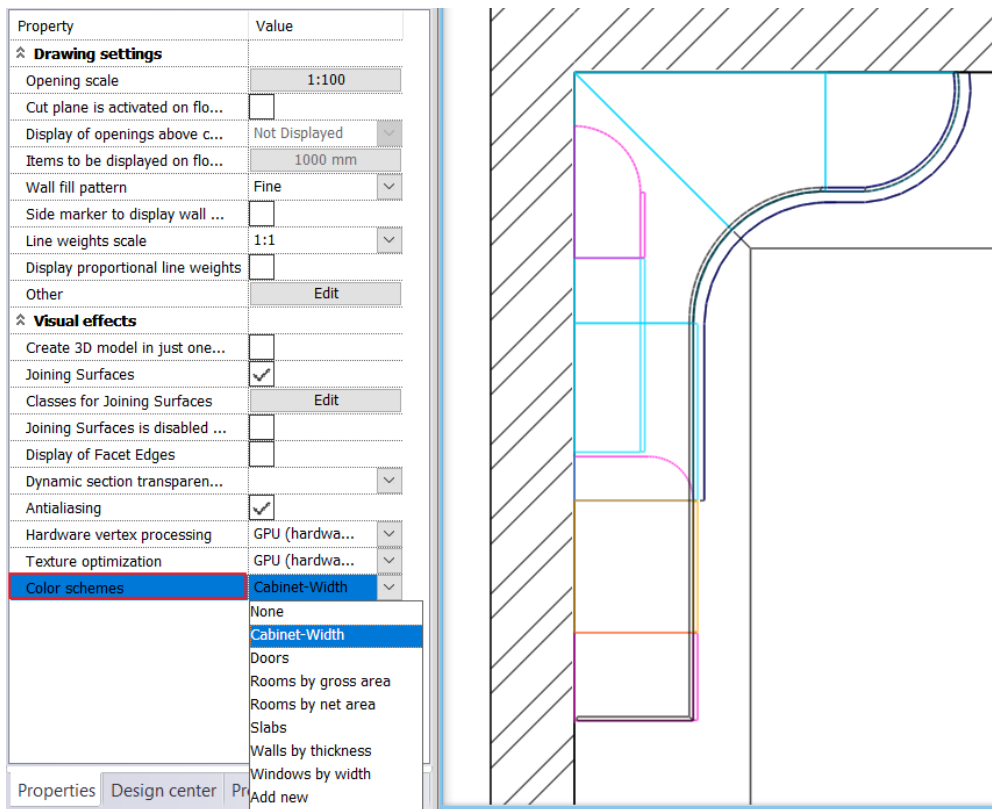 Property Value
Drawing settings
Opening scale 1:100
Cut plane is activated on flo...
Display of openings above c... Not Displayed
Items to be displayed on flo... 1000 mm
Wall fill pattern Fine
Side marker to display wall ...
Line weights scale 1:1
Display proportional line weights
Other Edit
Visual effects
Create 3D model in just one...
Joining Surfaces
Classes for Joining Surfaces Edit
Joining Surfaces is disabled ...
Display of Facet Edges
Dynamic section transparen...
Antialiasing
Hardware vertex processing GPU (hardwa...
Texture optimization GPU (hardwa...
Color schemes Cabinet-Width
None
Cabinet-Width
Doors
Rooms by gross area
Rooms by net area
Slabs
Walls by thickness
Windows by width
Add new
Properties Design center